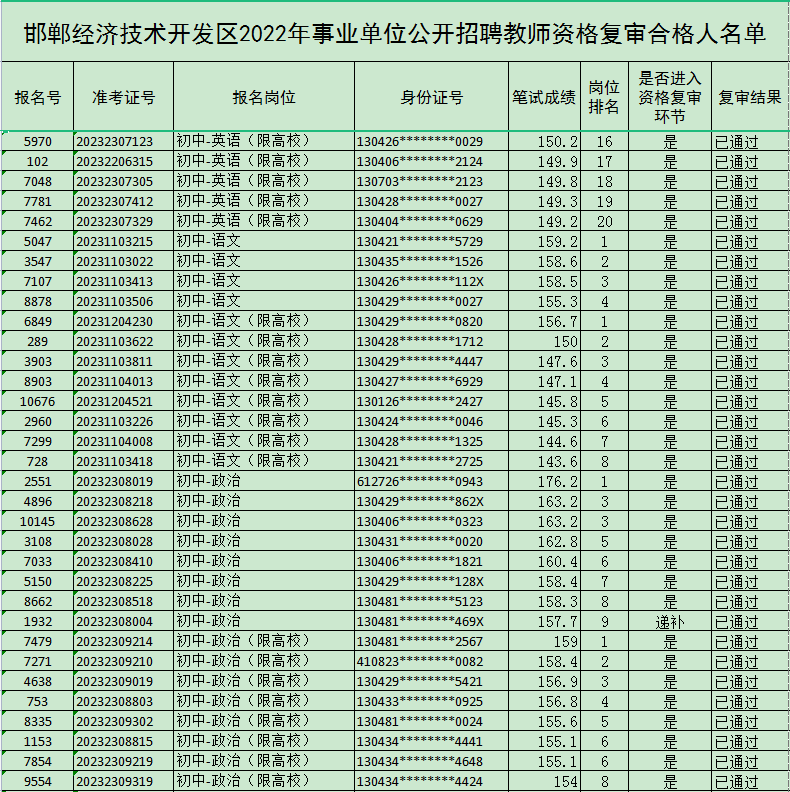 邯郸经济技术开发区2022年事业单位公开招聘教师资格复审合格人名单
报名号 准考证号 报名岗位 身份证号 笔试成绩 岗位排名 是否进入资格复审环节 复审结果
5970 20232307123 初中-英语（限高校） 130426********0029 150.2 16 是 已通过
102 20232206315 初中-英语（限高校） 130406********2124 149.9 17 是 已通过
7048 20232307305 初中-英语（限高校） 130703********2123 149.8 18 是 已通过
7781 20232307412 初中-英语（限高校） 130428********0027 149.3 19 是 已通过
7462 20232307329 初中-英语（限高校） 130404********0629 149.2 20 是 已通过
5047 20231103215 初中-语文 130421********5729 159.2 1 是 已通过
3547 20231103022 初中-语文 130435********1526 158.6 2 是 已通过
7107 20231103413 初中-语文 130426********112X 158.5 3 是 已通过
8878 20231103506 初中-语文 130429********0027 155.3 4 是 已通过
6849 20231204230 初中-语文（限高校） 130429********0820 156.7 1 是 已通过
289 20231103622 初中-语文（限高校） 130428********1712 150 2 是 已通过
3903 20231103811 初中-语文（限高校） 130429********4447 147.6 3 是 已通过
8903 20231104013 初中-语文（限高校） 130427********6929 147.1 4 是 已通过
10676 20231204521 初中-语文（限高校） 130126********2427 145.8 5 是 已通过
2960 20231103226 初中-语文（限高校） 130424********0046 145.3 6 是 已通过
7299 20231104008 初中-语文（限高校） 130428********1325 144.6 7 是 已通过
728 20231103418 初中-语文（限高校） 130421********2725 143.6 8 是 已通过
2551 20232308019 初中-政治 612726********0943 176.2 1 是 已通过
4896 20232308218 初中-政治 130429********862X 163.2 3 是 已通过
10145 20232308628 初中-政治 130406********0323 163.2 3 是 已通过
3108 20232308028 初中-政治 130431********0020 162.8 5 是 已通过
7033 20232308410 初中-政治 130406********1821 160.4 6 是 已通过
5150 20232308225 初中-政治 130429********128X 158.4 7 是 已通过
8662 20232308518 初中-政治 130481********5123 158.3 8 是 已通过
1932 20232308004 初中-政治 130481********469X 157.7 9 递补 已通过
7479 20232309214 初中-政治（限高校） 130481********2567 159 1 是 已通过
7271 20232309210 初中-政治（限高校） 410823********0082 158.4 2 是 已通过
4638 20232309019 初中-政治（限高校） 130429********5421 156.9 3 是 已通过
753 20232308803 初中-政治（限高校） 130433********0925 156.8 4 是 已通过
8335 20232309302 初中-政治（限高校） 130481********0024 155.6 5 是 已通过
1153 20232308815 初中-政治（限高校） 130434********4441 155.1 6 是 已通过
7854 20232309219 初中-政治（限高校） 130434********4648 155.1 6 是 已通过
9554 20232309319 初中-政治（限高校） 130434********4424 154 8 是 已通过